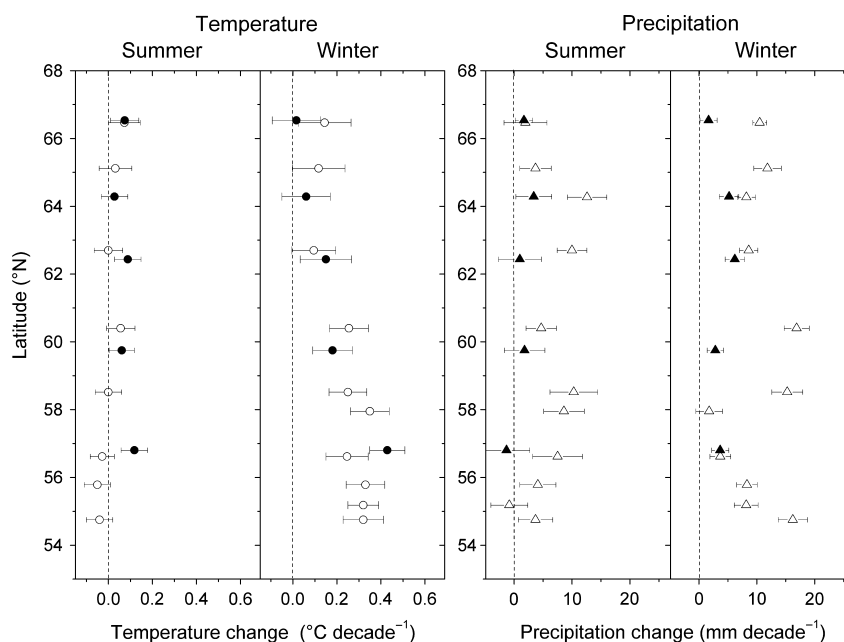 Temperature Precipitation
Summer Winter Summer Winter
68 68
66 66
64 64
62 62
60 60
58 58
56 56
54 54
Latitude (°N)
0.0 0.2 0.4 0.6 0.0 0.2 0.4 0.6 0 10 20 0 10 20
Temperature change (°C decade⁻¹) Precipitation change (mm decade⁻¹)